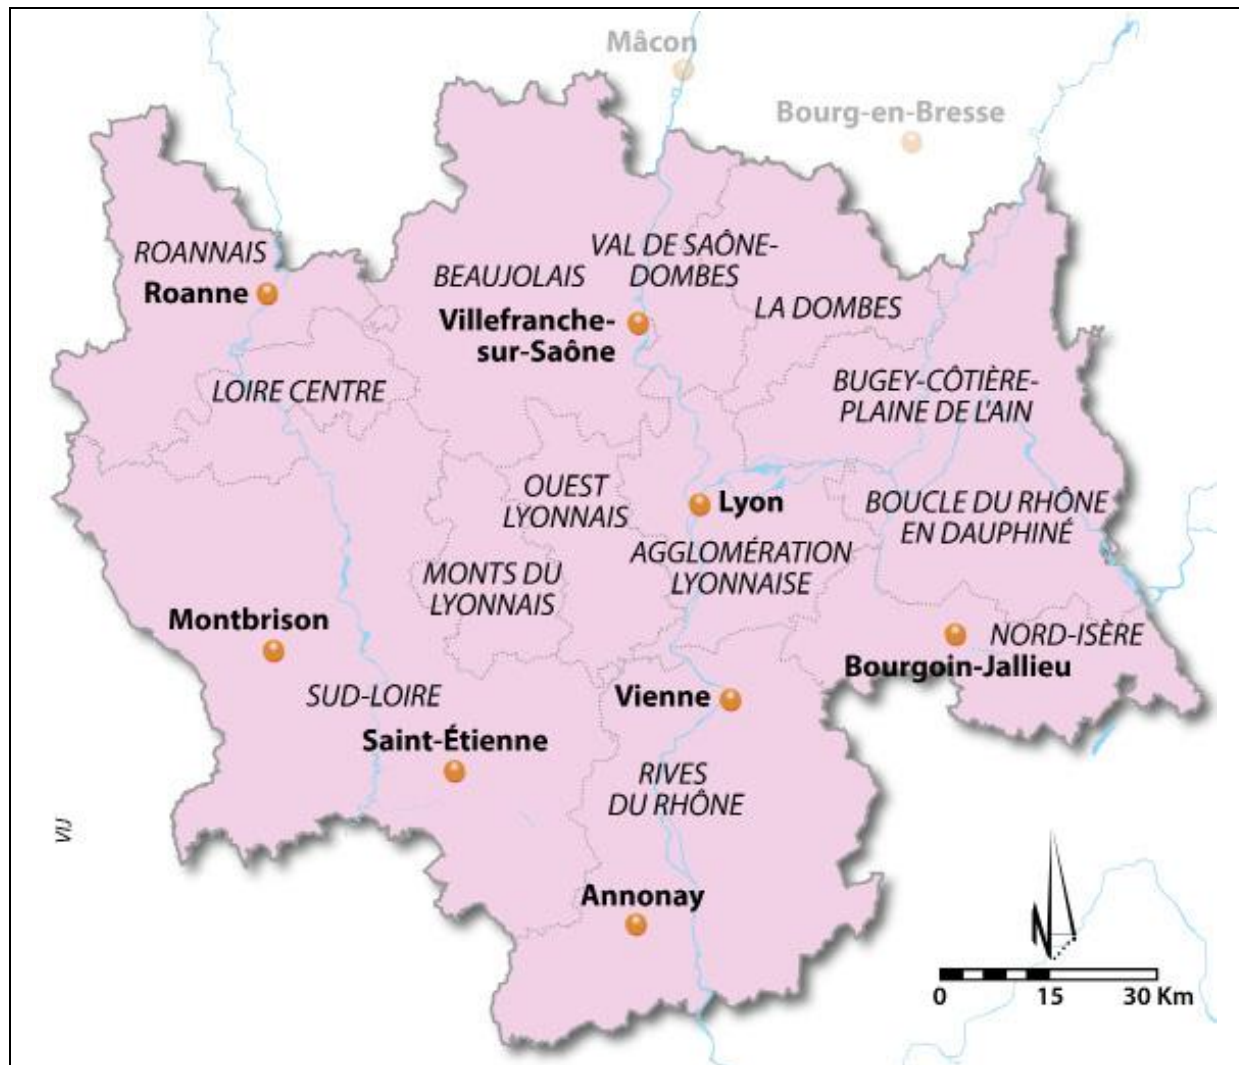 Mâcon
Bourg-en-Bresse
ROANNAIS
Roanne
BEAUJOLAIS
VAL DE SAÔNE-
DOMBES
LA DOMBES
Villefranche-
sur-Saône
LOIRE CENTRE
BUGEY-CÔTIÈRE-
PLAINE DE L'AIN
OUEST
LYONNAIS
Lyon
BOUCLE DU RHÔNE
EN DAUPHINÉ
AGGLOMÉRATION
LYONNAISE
MONTS DU
LYONNAIS
Montbrison
NORD-ISÈRE
Bourgoin-Jallieu
SUD-LOIRE
Vienne
Saint-Étienne
RIVES
DU RHÔNE
Annonay
N
0 15 30 Km